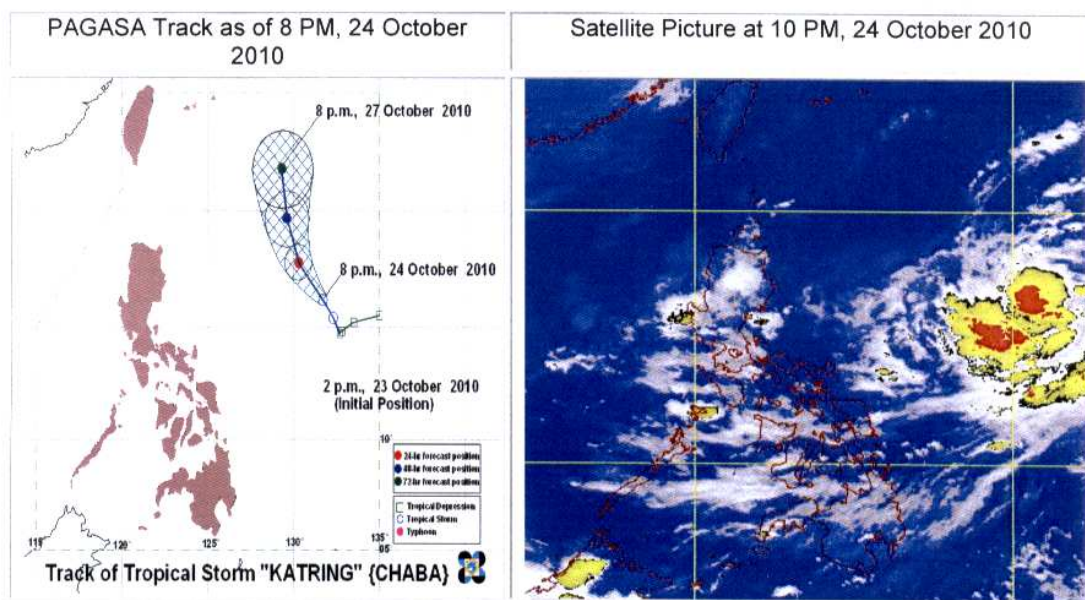 PAGASA Track as of 8 PM, 24 October
2010
Satellite Picture at 10 PM, 24 October 2010
8 p.m., 27 October 2010
8 p.m., 24 October 2010
2 p.m., 23 October 2010
(Initial Position)
10
24-hr forecast position
48-hr forecast position
72-hr forecast position
Tropical Depression
Tropical Storm
Typhoon
115
120
125
130
135
05
Track of Tropical Storm "KATRING" {CHABA}